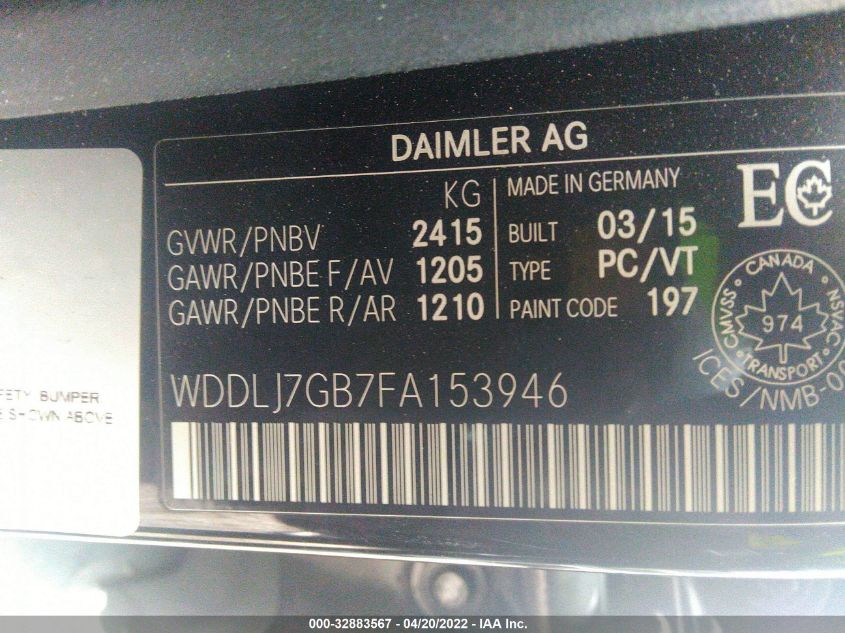 DAIMLER AG
KG
GVWR/PNBV 2415
GAWR/PNBE F/AV 1205
GAWR/PNBE R/AR 1210
MADE IN GERMANY
BUILT 03/15
TYPE PC/VT
PAINT CODE 197
EC
CANADA
CMVSS
NSVAC
974
TRANSPORT
ICES/NMB-00
WDDLJ7GB7FA153946
BUMPER
SHOWN ABOVE
000-32883567 - 04/20/2022 - IAA Inc.